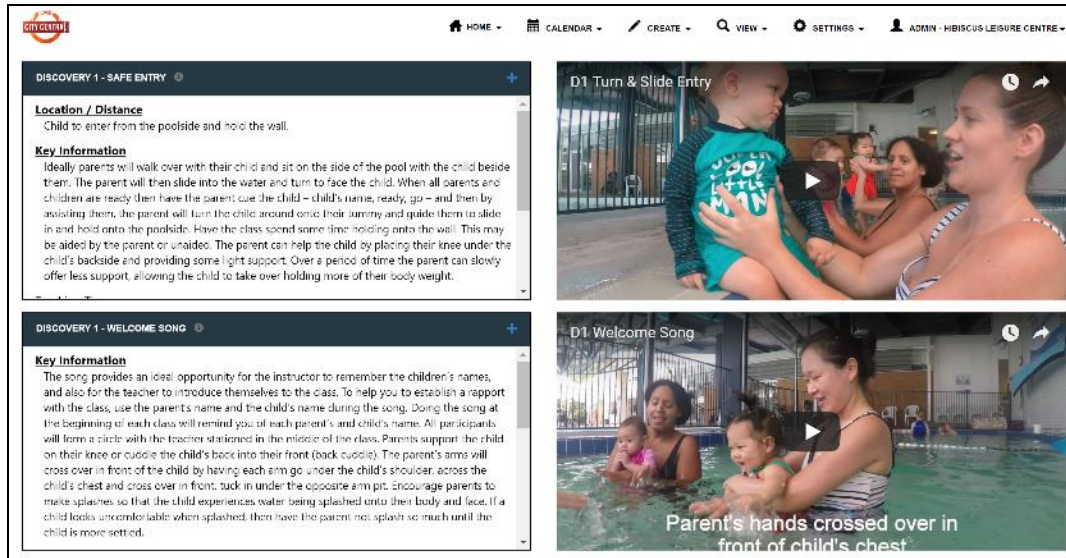 CITY CENTRAL
HOME
CALENDAR
CREATE
VIEW
SETTINGS
ADMIN - HIBISCUS LEISURE CENTRE
DISCOVERY 1 - SAFE ENTRY
Location / Distance
Child to enter from the poolside and hold the wall.
Key Information
Ideally parents will walk over with their child and sit on the side of the pool with the child beside
them. The parent will then slide into the water and turn to face the child. When all parents and
children are ready then have the parent cue the child – child's name, ready, go – and then by
assisting them, the parent will turn the child around onto their tummy and guide them to slide
in and hold onto the poolside. Have the class spend some time holding onto the wall. This may
be aided by the parent or unaided. The parent can help the child by placing their knee under the
child's backside and providing some light support. Over a period of time the parent can slowly
offer less support, allowing the child to take over holding more of their body weight.
D1 Turn & Slide Entry
SUPER
COOL
LITTLE
MAN
DISCOVERY 1 - WELCOME SONG
Key Information
The song provides an ideal opportunity for the instructor to remember the children's names,
and also for the teacher to introduce themselves to the class. To help you to establish a rapport
with the class, use the parent's name and the child's name during the song. Doing the song at
the beginning of each class will remind you of each parent's and child's name. All participants
will form a circle with the teacher stationed in the middle of the class. Parents support the child
on their knee or cuddle the child's back into their front (back cuddle). The parent's arms will
cross over in front of the child by having each arm go under the child's shoulder, across the
child's chest and cross over in front, tuck in under the opposite arm pit. Encourage parents to
make splashes so that the child experiences water being splashed onto their body and face. If a
child looks uncomfortable when splashed, then have the parent not splash so much until the
child is more settled.
D1 Welcome Song
Parent's hands crossed over in
front of child's chest